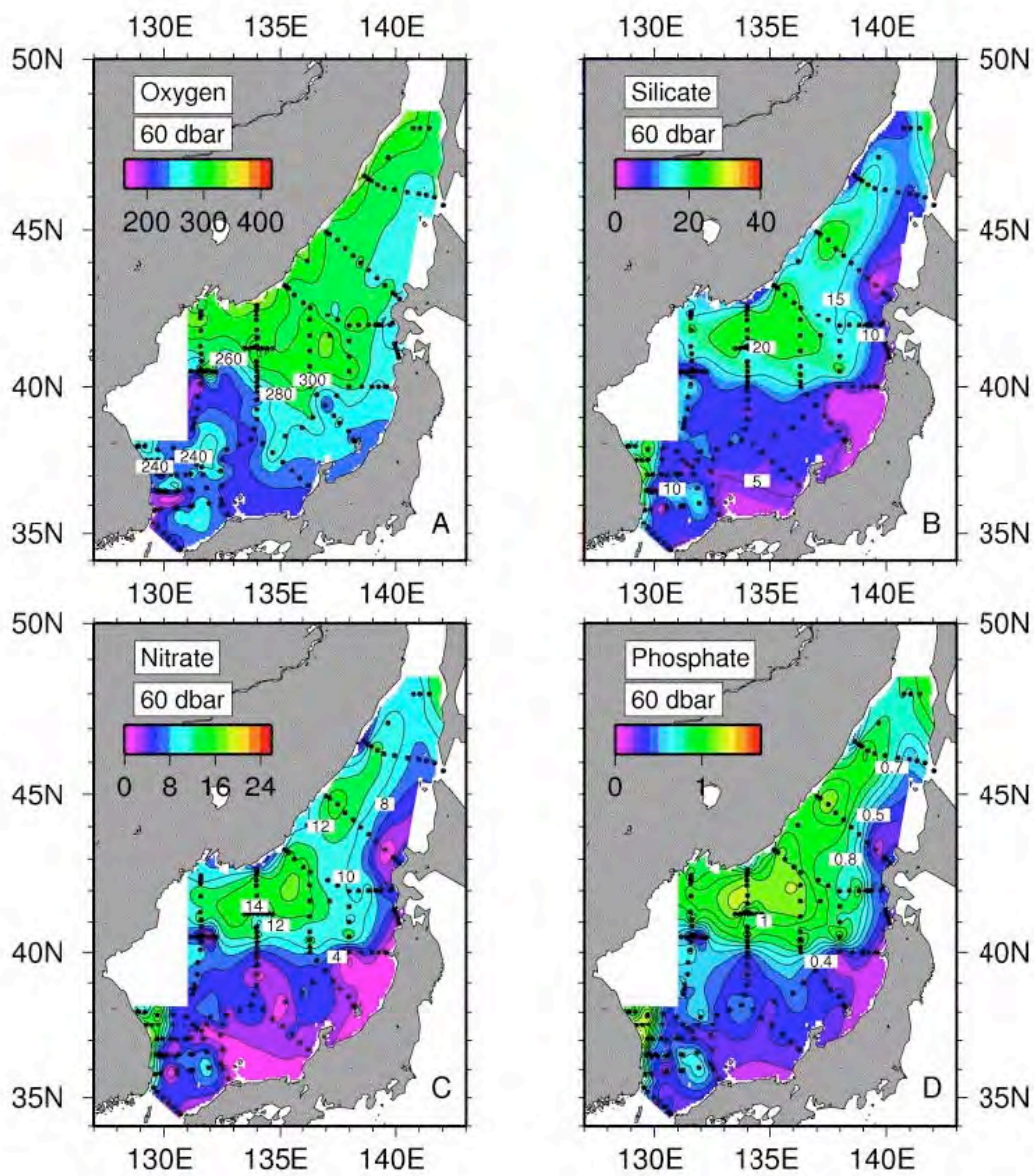 130E 135E 140E 130E 135E 140E
50N 50N
Oxygen Silicate
60 dbar 60 dbar
200 300 400 0 20 40
45N 45N
15
20 10
260
300
40N 40N
280
240
240
5
10
35N A B 35N
130E 135E 140E 130E 135E 140E
50N 50N
Nitrate Phosphate
60 dbar 60 dbar
0 8 16 24 0 1
0.7
45N 45N
8 0.5
12
0.8
10
14
12 1
40N 40N
4 0.4
35N C D 35N
130E 135E 140E 130E 135E 140E